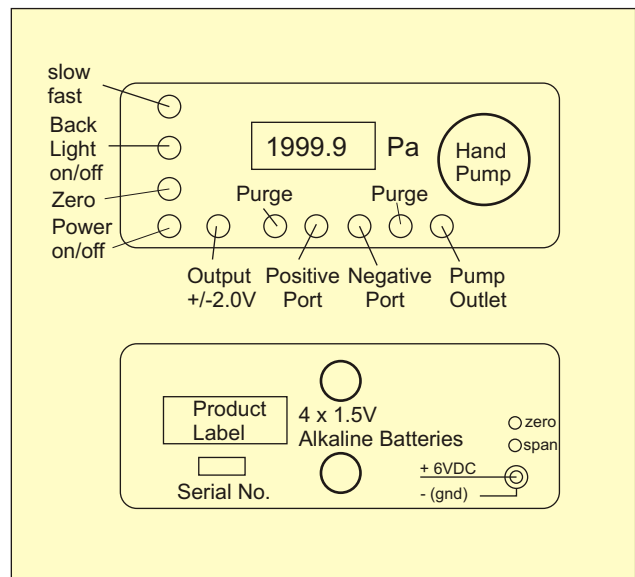 slow
fast
Back
Light
on/off
Zero
Power
on/off
1999.9 Pa
Hand
Pump
Purge
Purge
Output
+/-2.0V
Positive
Port
Negative
Port
Pump
Outlet
Product
Label
4 x 1.5V
Alkaline Batteries
Serial No.
zero
span
+ 6VDC
- (gnd)